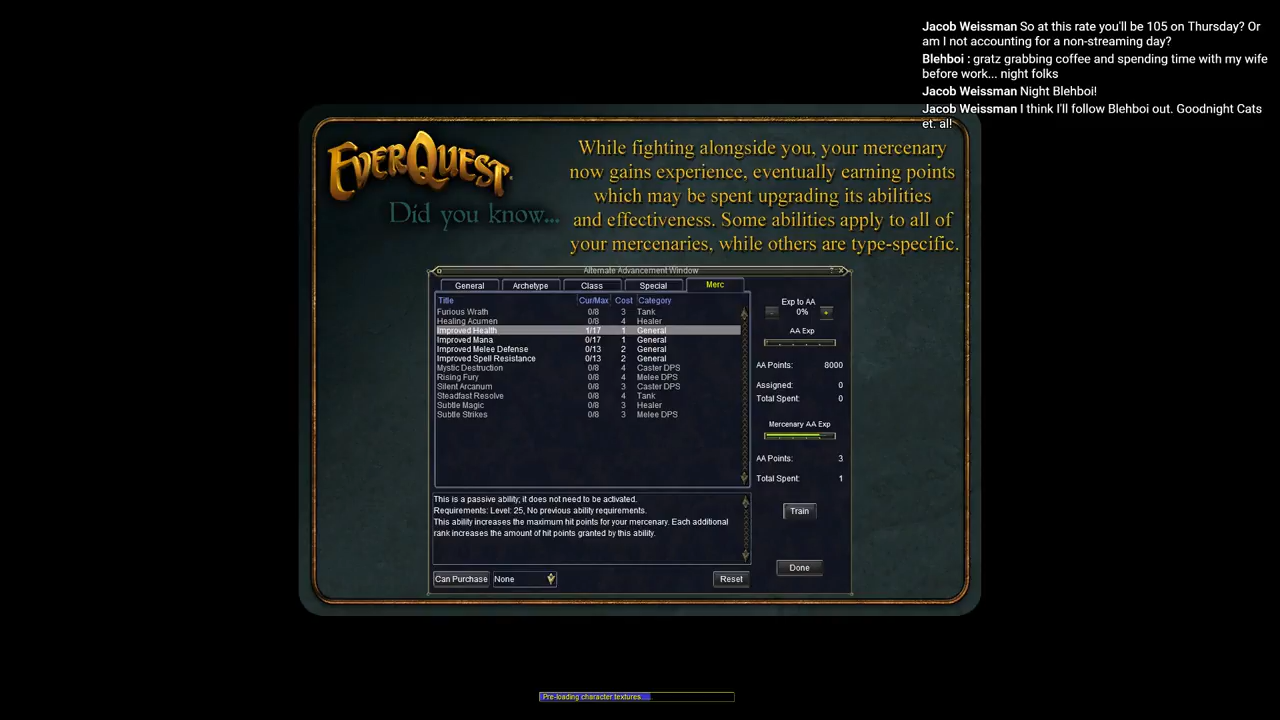 Jacob Weissman So at this rate you'll be 105 on Thursday? Or
am I not accounting for a non-streaming day?
Blehboi : gratz grabbing coffee and spending time with my wife
before work... night folks
Jacob Weissman Night Blehboi!
Jacob Weissman I think I'll follow Blehboi out. Goodnight Cats
et. al!
EverQuest
Did you know...
While fighting alongside you, your mercenary
now gains experience, eventually earning points
which may be spent upgrading its abilities
and effectiveness. Some abilities apply to all of
your mercenaries, while others are type-specific.
Alternate Advancement Window
General Archetype Class Special Merc
Title Cur/Max Cost Category
Furious Wrath 0/8 3 Tank
Healing Acumen 0/8 4 Healer
Improved Health 1/17 1 General
Improved Mana 0/17 1 General
Improved Melee Defense 0/13 2 General
Improved Spell Resistance 0/13 2 General
Mystic Destruction 0/8 4 Caster DPS
Rising Fury 0/8 4 Melee DPS
Silent Arcanum 0/8 3 Caster DPS
Steadfast Resolve 0/8 4 Tank
Subtle Magic 0/8 3 Healer
Subtle Strikes 0/8 3 Melee DPS
Exp to AA
- 0% +
AA Exp
AA Points: 8000
Assigned: 0
Total Spent: 0
Mercenary AA Exp
AA Points: 3
Total Spent: 1
Train
Done
This is a passive ability; it does not need to be activated.
Requirements: Level: 25, No previous ability requirements.
This ability increases the maximum hit points for your mercenary. Each additional
rank increases the amount of hit points granted by this ability.
Can Purchase None Reset
Pre-loading character textures....